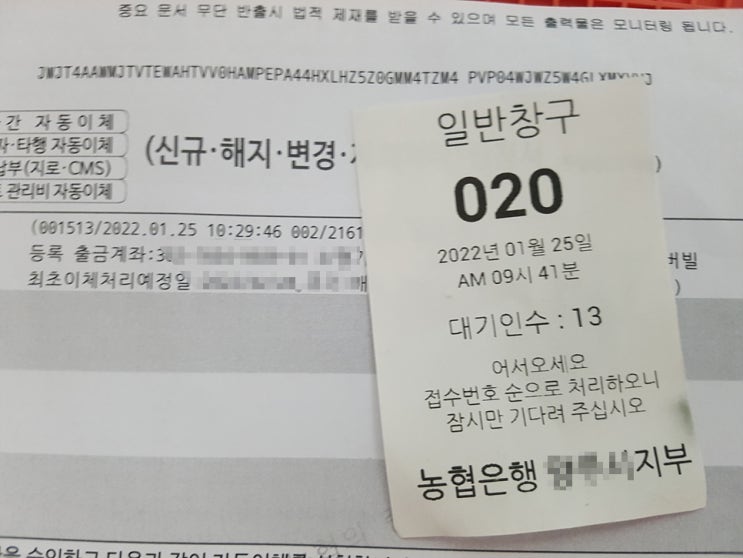 중요 문서 무단 반출시 법적 제재를 받을 수 있으며 모든 출력물은 모니터링 됩니다.
JWJT4AAWMJTVTEWAHTVV0HAMPEPA44HXLHZ5Z0GMM4TZM4 PVP04WJWZ5W4G
간 자동이체
타행 자동이체
납부(지로·CMS)
관리비 자동이체
(신규·해지·변경·
)
(001513/2022.01.25 10:29:46 002/2161
등록 출금계좌:3
버빌
최초이체처리예정일
)
일반창구
020
2022년 01월 25일
AM 09시 41분
대기인수 : 13
어서오세요
접수번호 순으로 처리하오니
잠시만 기다려 주십시오
농협은행 지부